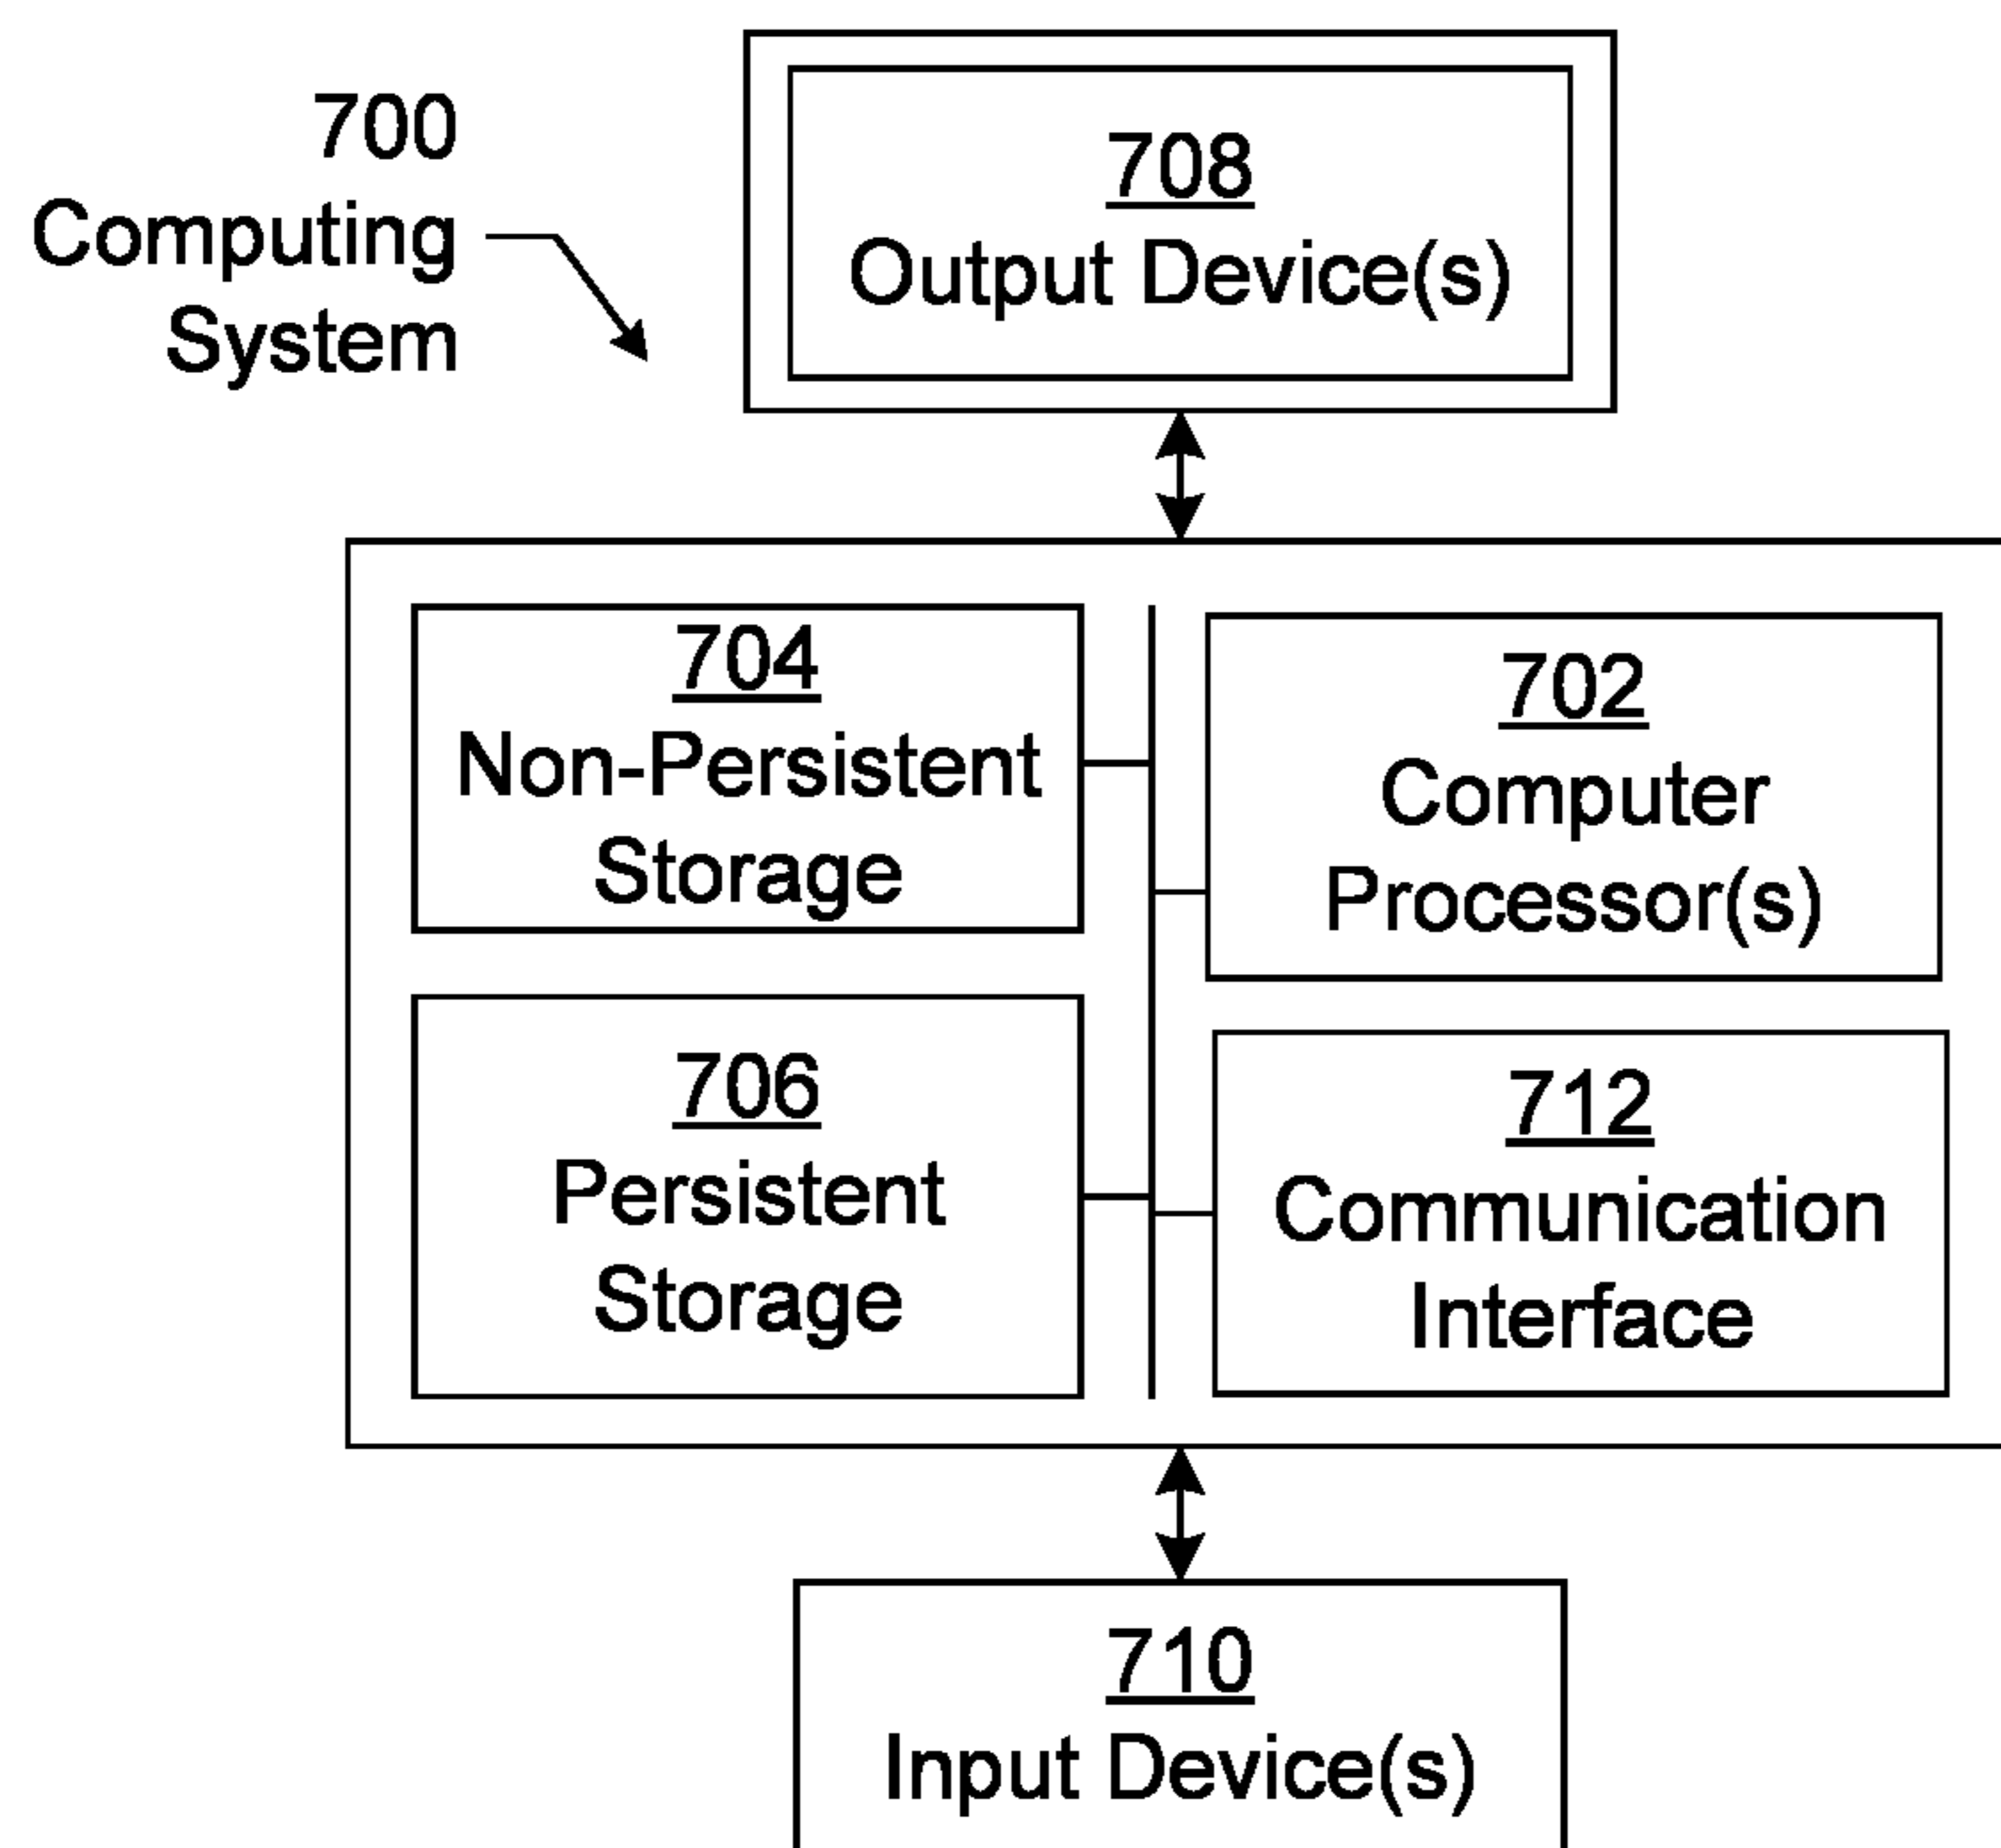 700
Computing
System
708
Output Device(s)
704
Non-Persistent
Storage
702
Computer
Processor(s)
706
Persistent
Storage
712
Communication
Interface
710
Input Device(s)